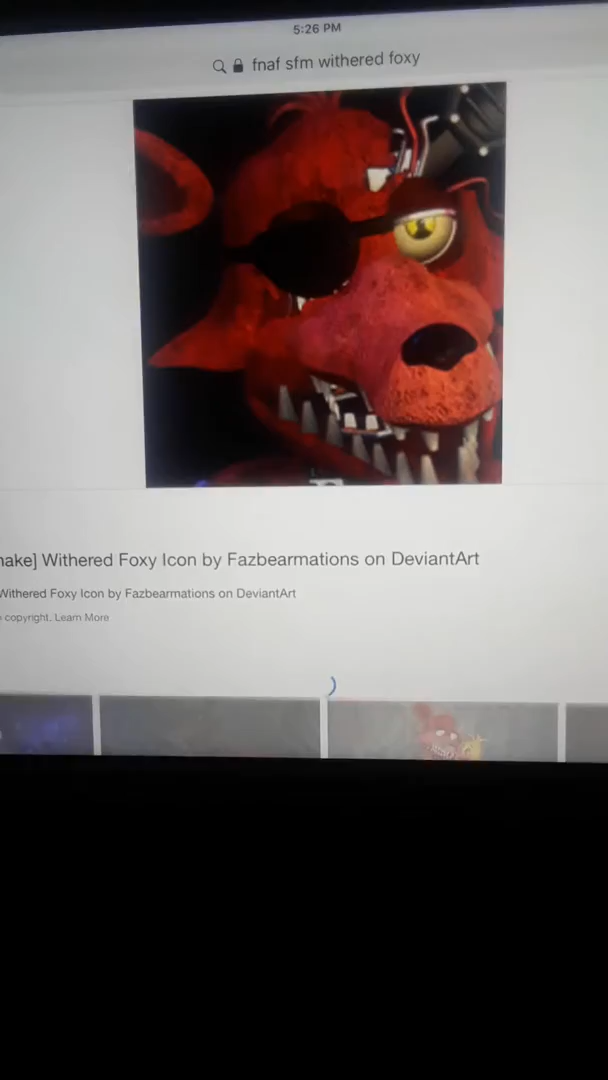 5:26 PM
fnaf sfm withered foxy
make] Withered Foxy Icon by Fazbearmations on DeviantArt
Withered Foxy Icon by Fazbearmations on DeviantArt
copyright. Learn More